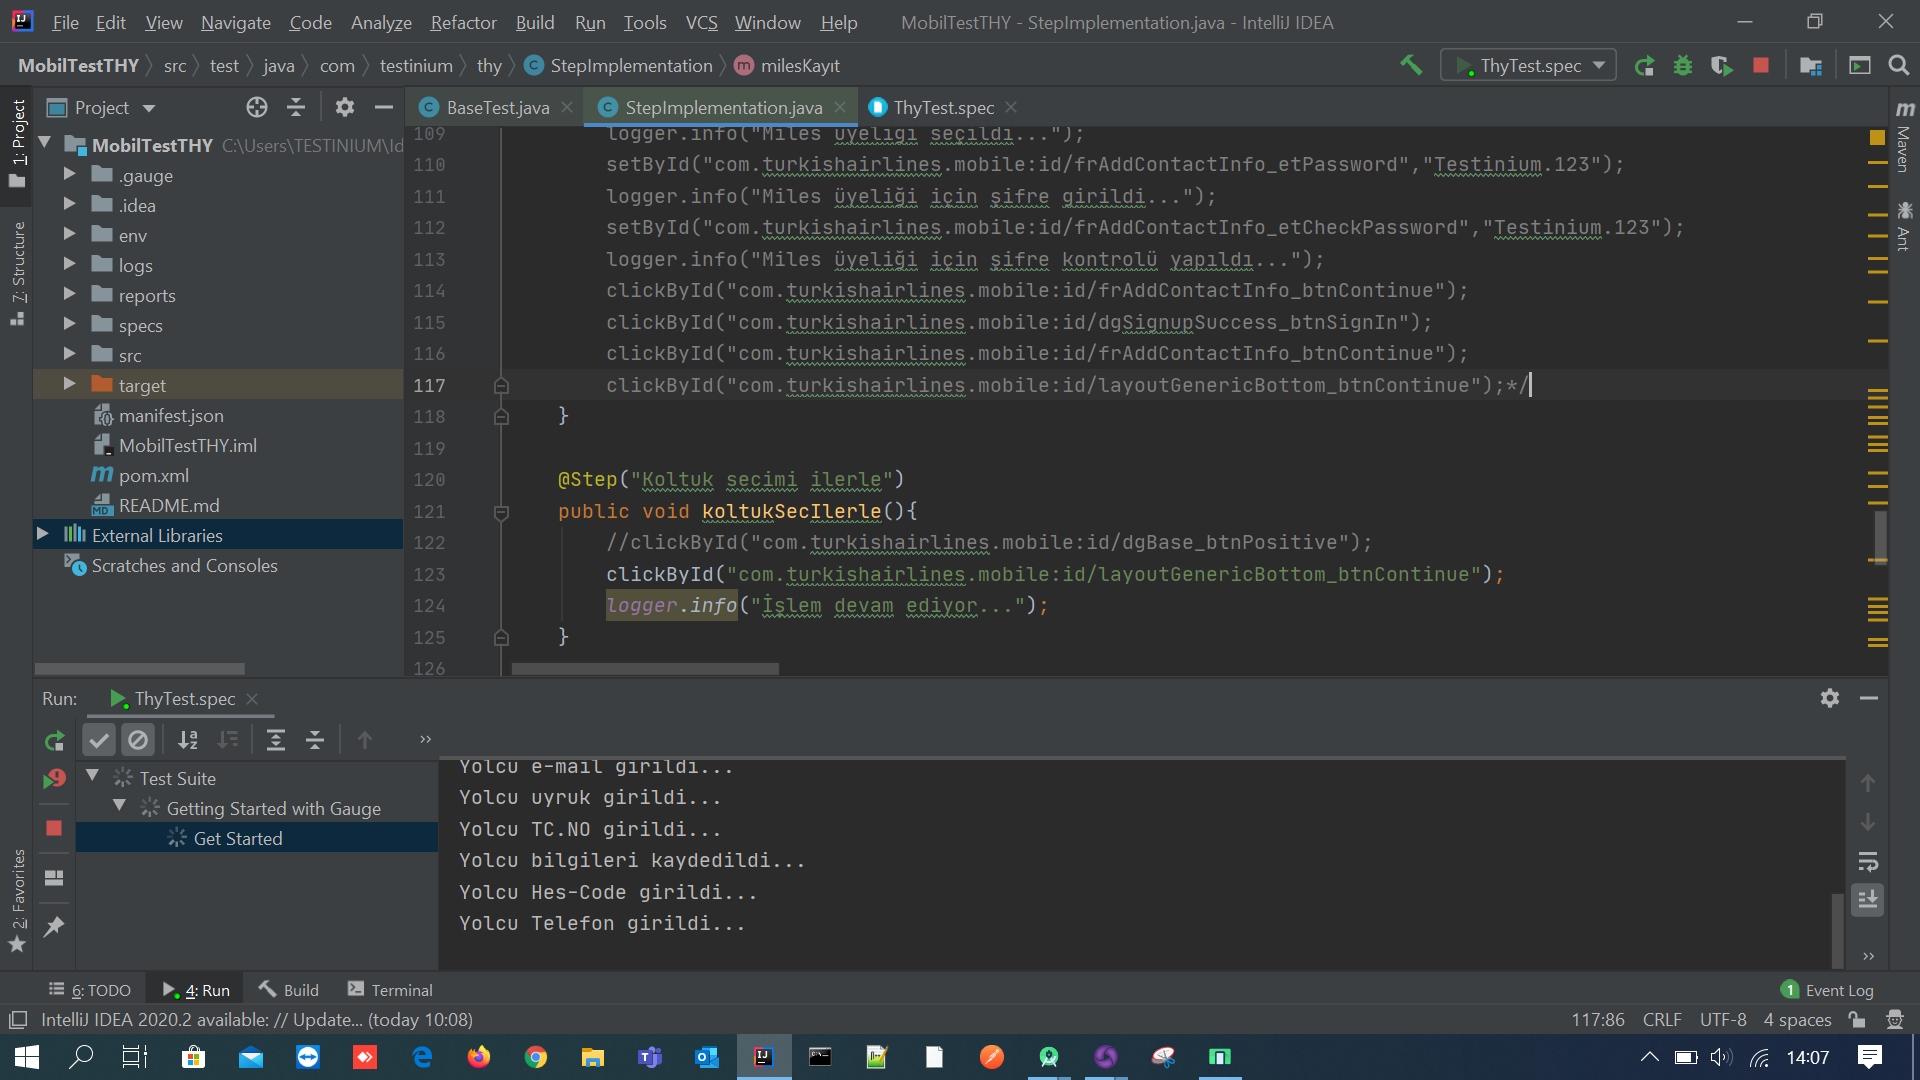 File Edit View Navigate Code Analyze Refactor Build Run Tools VCS Window Help MobilTestTHY - StepImplementation.java - IntelliJ IDEA
MobilTestTHY src test java com testinium thy StepImplementation milesKayıt ThyTest.spec
1: Project
7: Structure
2: Favorites
Project
MobilTestTHY C:\Users\TESTINIUM\Id
.gauge
.idea
env
logs
reports
specs
src
target
manifest.json
MobilTestTHY.iml
pom.xml
README.md
External Libraries
Scratches and Consoles
BaseTest.java StepImplementation.java ThyTest.spec
109 logger.info("Miles üyeliği seçildi...");
110 setById("com.turkishairlines.mobile:id/frAddContactInfo_etPassword","Testinium.123");
111 logger.info("Miles üyeliği için şifre girildi...");
112 setById("com.turkishairlines.mobile:id/frAddContactInfo_etCheckPassword","Testinium.123");
113 logger.info("Miles üyeliği için şifre kontrolü yapıldı...");
114 clickById("com.turkishairlines.mobile:id/frAddContactInfo_btnContinue");
115 clickById("com.turkishairlines.mobile:id/dgSignupSuccess_btnSignIn");
116 clickById("com.turkishairlines.mobile:id/frAddContactInfo_btnContinue");
117 clickById("com.turkishairlines.mobile:id/layoutGenericBottom_btnContinue");*/
118 }
119
120 @Step("Koltuk secimi ilerle")
121 public void koltukSecIlerle(){
122 //clickById("com.turkishairlines.mobile:id/dgBase_btnPositive");
123 clickById("com.turkishairlines.mobile:id/layoutGenericBottom_btnContinue");
124 logger.info("İşlem devam ediyor...");
125 }
126
Maven
Ant
Run: ThyTest.spec
Test Suite
Getting Started with Gauge
Get Started
Yolcu e-mail girildi...
Yolcu uyruk girildi...
Yolcu TC.NO girildi...
Yolcu bilgileri kaydedildi...
Yolcu Hes-Code girildi...
Yolcu Telefon girildi...
6: TODO 4: Run Build Terminal 1 Event Log
IntelliJ IDEA 2020.2 available: // Update... (today 10:08) 117:86 CRLF UTF-8 4 spaces
14:07